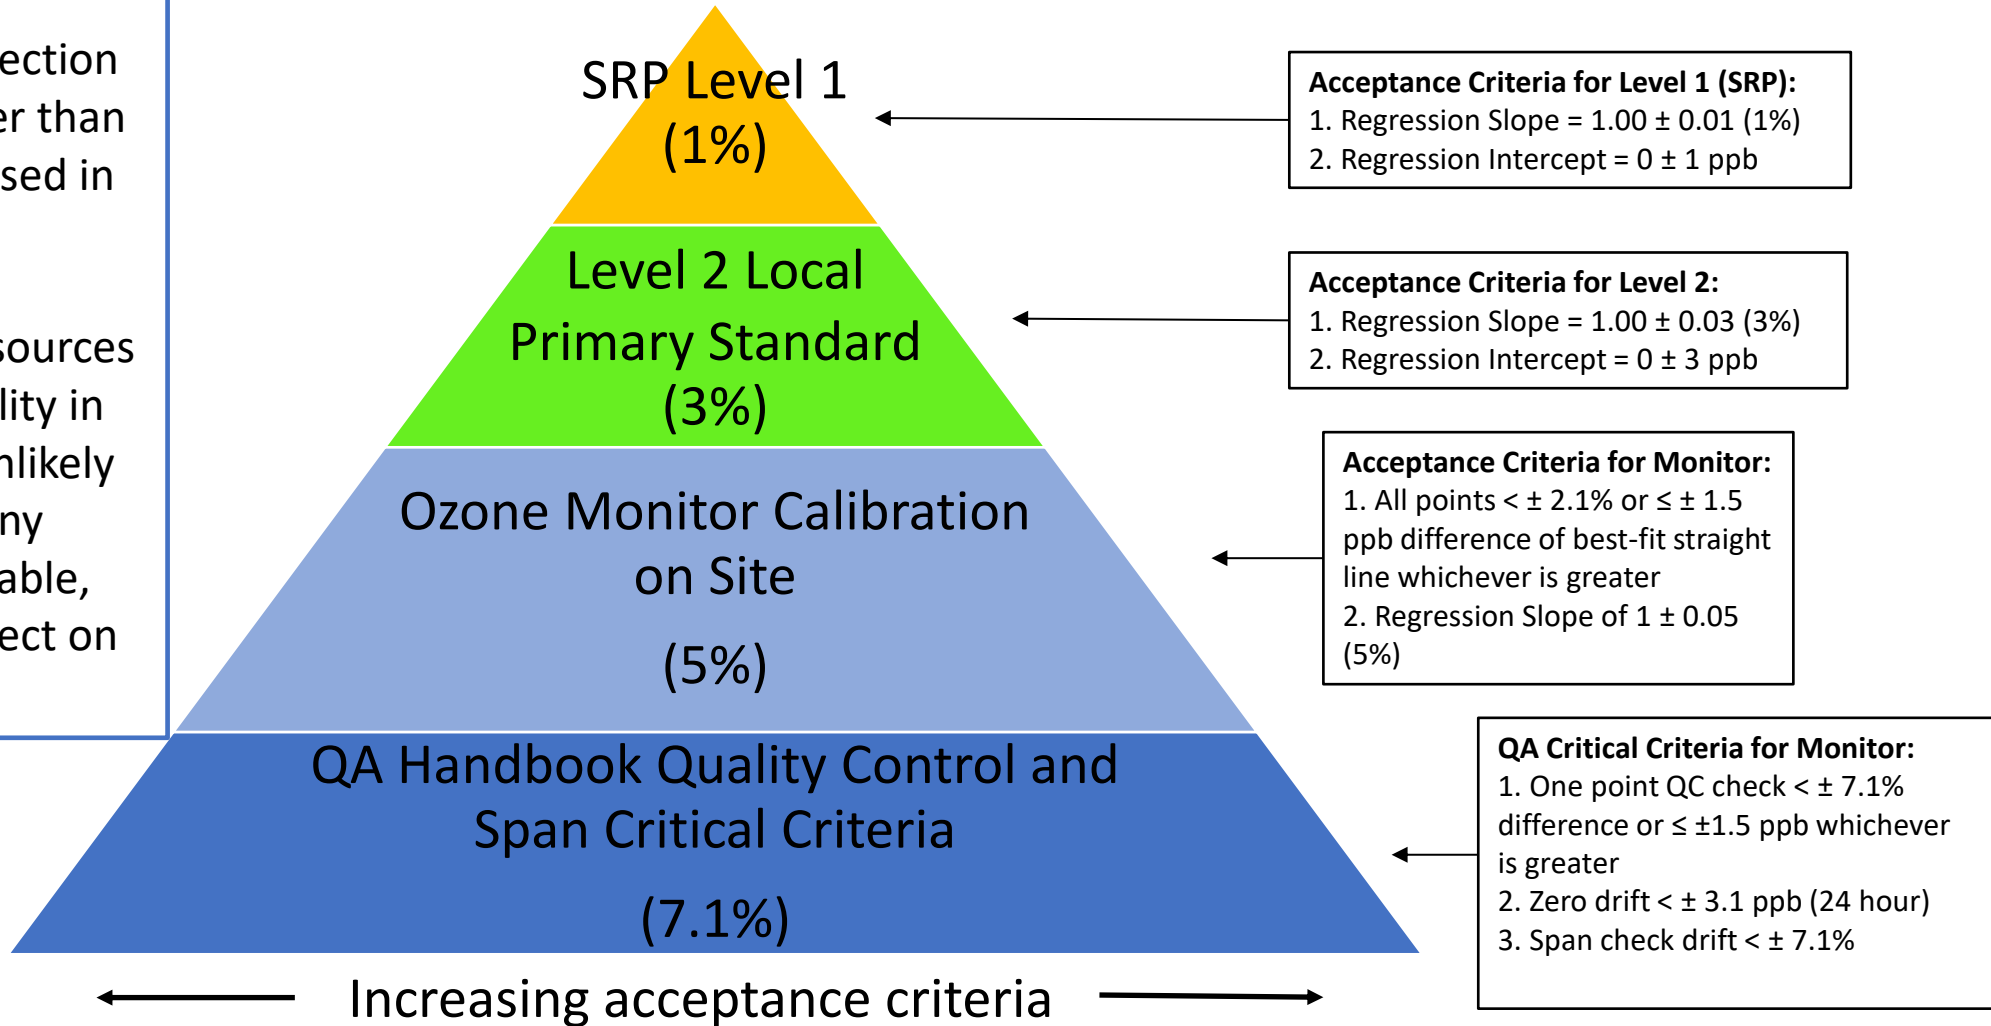 ection
er than
sed in
sources
lity in
nlikely
ny
able,
ect on
SRP Level 1
(1%)
Level 2 Local
Primary Standard
(3%)
Ozone Monitor Calibration
on Site
(5%)
QA Handbook Quality Control and
Span Critical Criteria
(7.1%)
Increasing acceptance criteria
Acceptance Criteria for Level 1 (SRP):
1. Regression Slope = 1.00 ± 0.01 (1%)
2. Regression Intercept = 0 ± 1 ppb
Acceptance Criteria for Level 2:
1. Regression Slope = 1.00 ± 0.03 (3%)
2. Regression Intercept = 0 ± 3 ppb
Acceptance Criteria for Monitor:
1. All points < ± 2.1% or ≤ ± 1.5
ppb difference of best-fit straight
line whichever is greater
2. Regression Slope of 1 ± 0.05
(5%)
QA Critical Criteria for Monitor:
1. One point QC check < ± 7.1%
difference or ≤ ±1.5 ppb whichever
is greater
2. Zero drift < ± 3.1 ppb (24 hour)
3. Span check drift < ± 7.1%